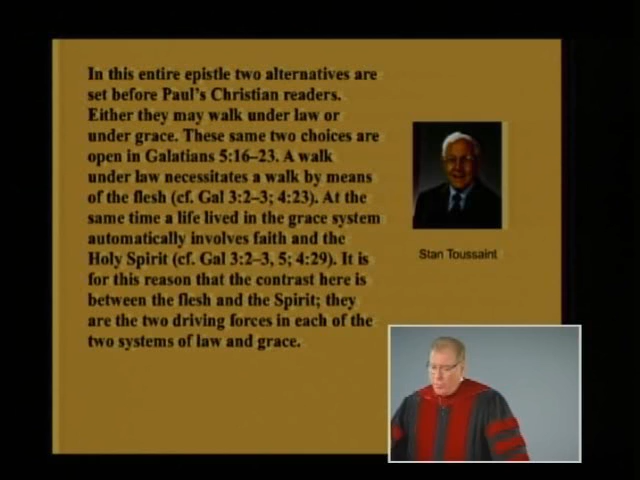 In this entire epistle two alternatives are
set before Paul's Christian readers.
Either they may walk under law or
under grace. These same two choices are
open in Galatians 5:16–23. A walk
under law necessitates a walk by means
of the flesh (cf. Gal 3:2–3; 4:23). At the
same time a life lived in the grace system
automatically involves faith and the
Holy Spirit (cf. Gal 3:2–3, 5; 4:29). It is
for this reason that the contrast here is
between the flesh and the Spirit; they
are the two driving forces in each of the
two systems of law and grace.
Stan Toussaint